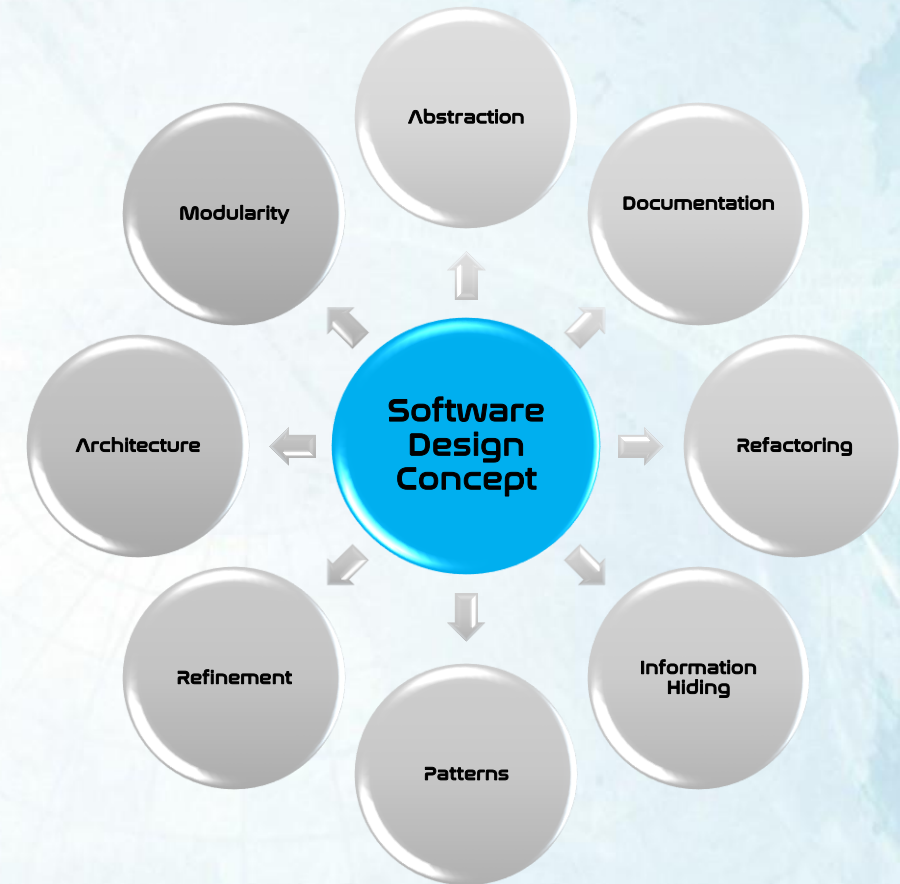 Abstraction
Documentation
Modularity
Software
Design
Concept
Architecture
Refactoring
Information
Hiding
Refinement
Patterns